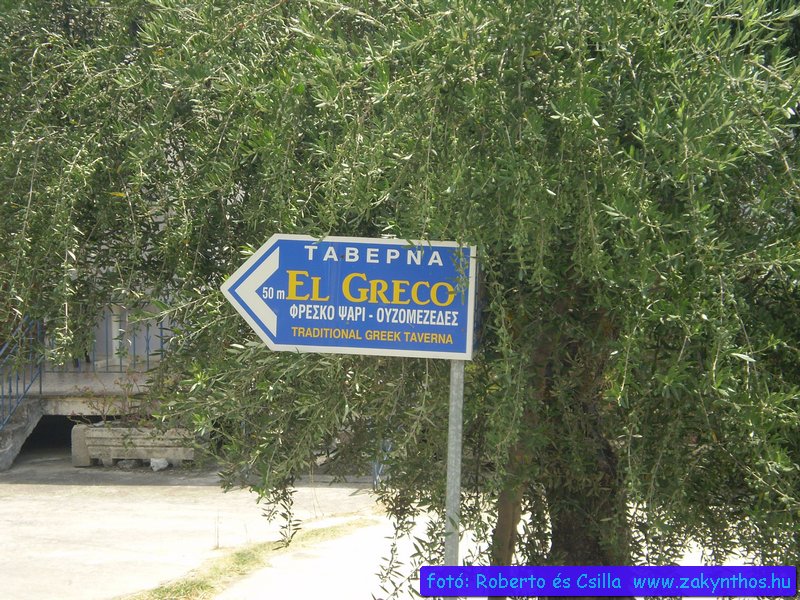 ΤΑΒΕΡΝΑ
50 m EL GRECO
ΦΡΕΣΚΟ ΨΑΡΙ - ΟΥΖΟΜΕΖΕΔΕΣ
TRADITIONAL GREEK TAVERNA
fotó: Roberto és Csilla www.zakynthos.hu